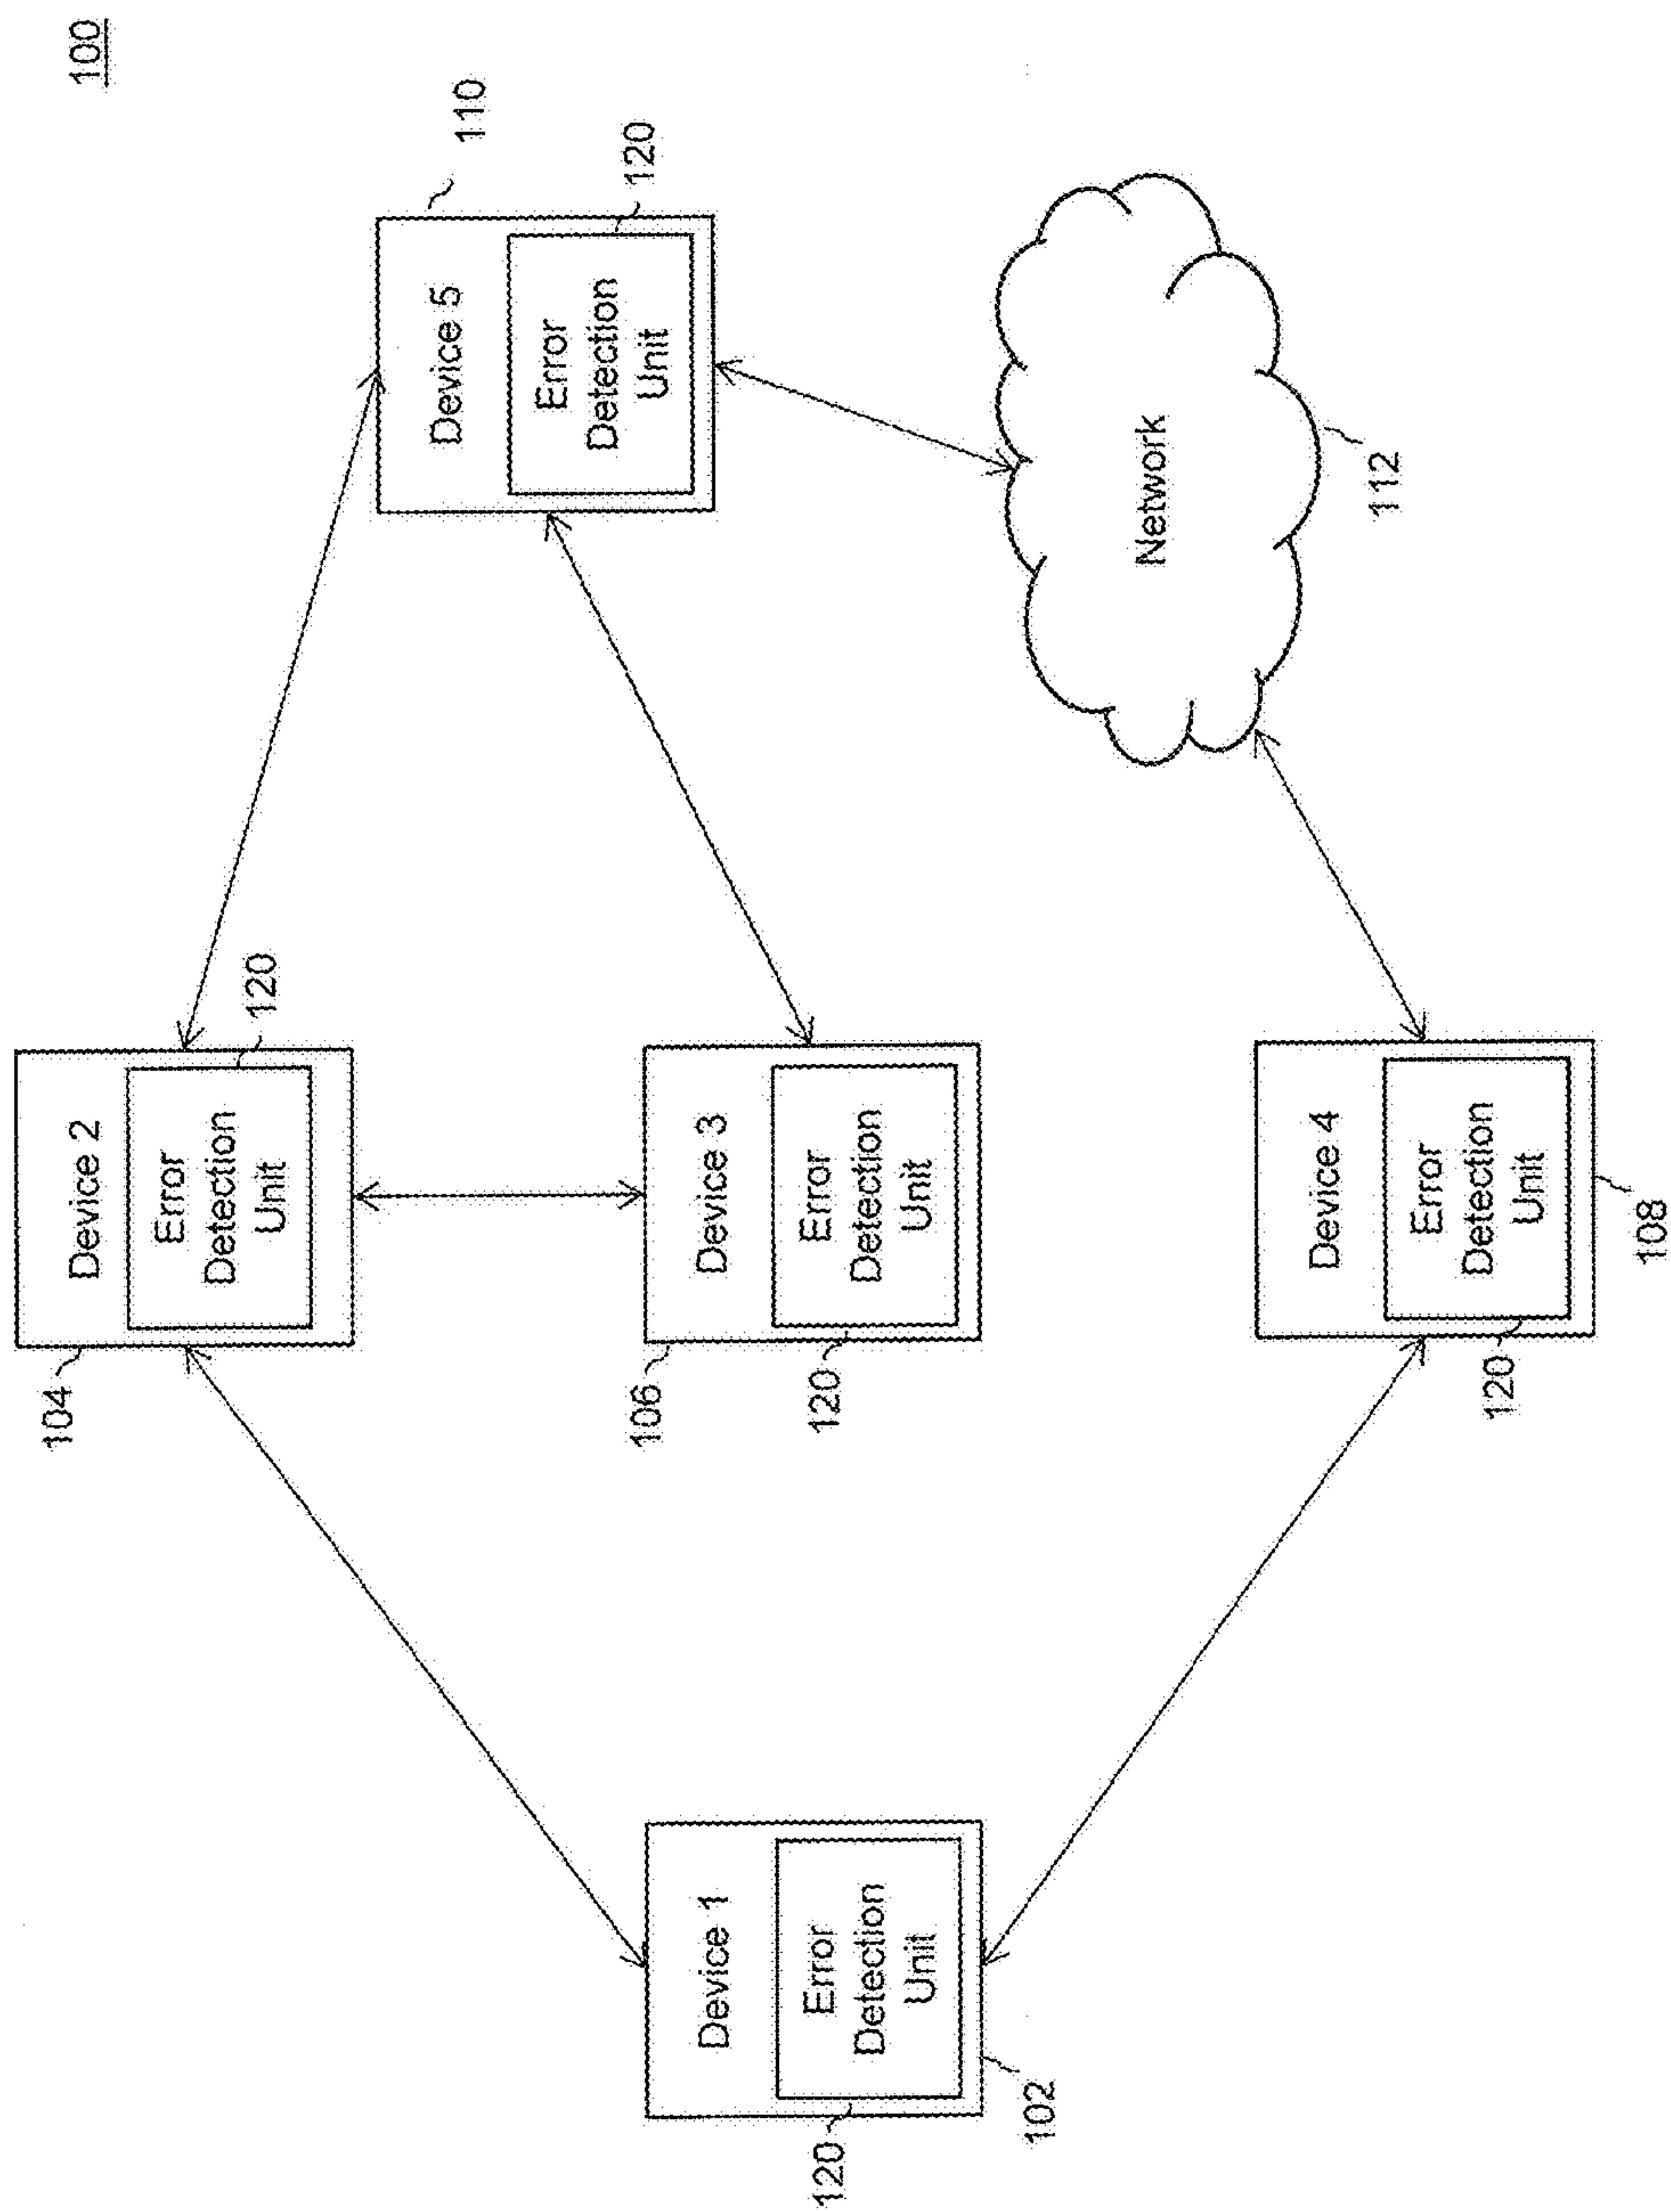 100
104
Device 2
Error
Detection
Unit
120
110
Device 5
Error
Detection
Unit
120
Device 1
Error
Detection
Unit
120
102
106
Device 3
Error
Detection
Unit
120
Network
112
Device 4
Error
Detection
Unit
120
108